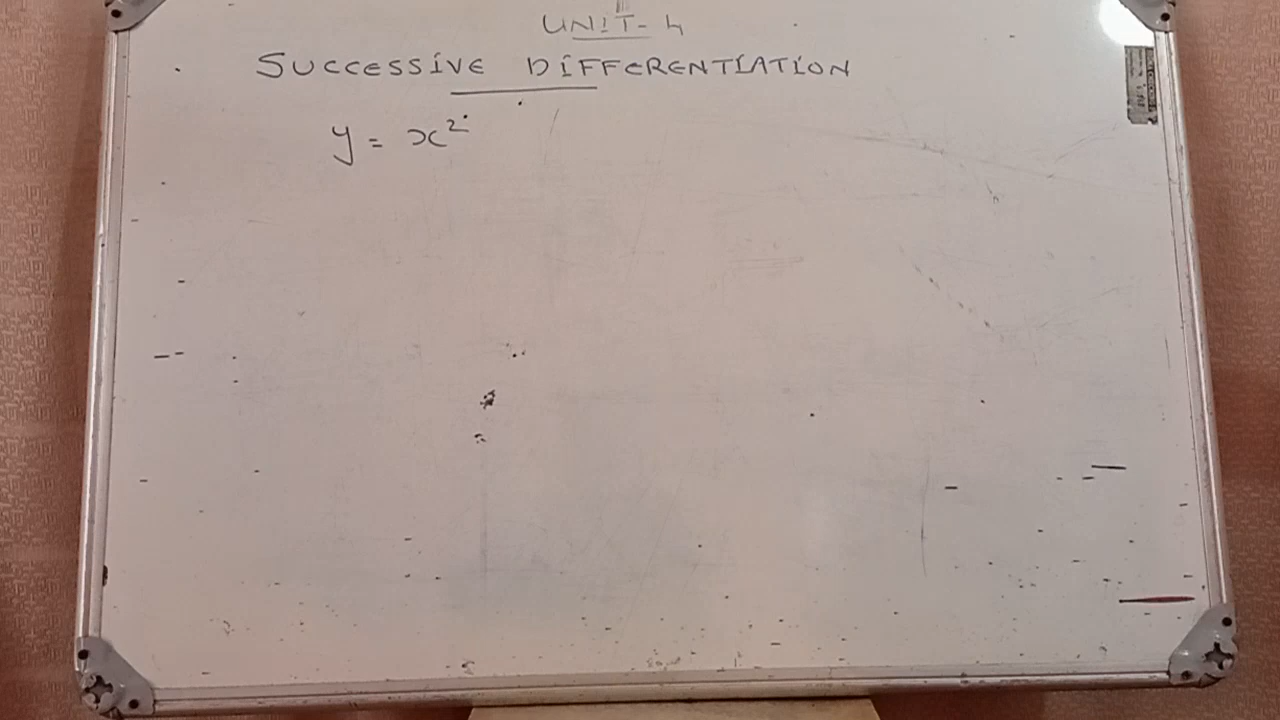 UNIT- 4
SUCCESSIVE DIFFERENTIATION
y = x²